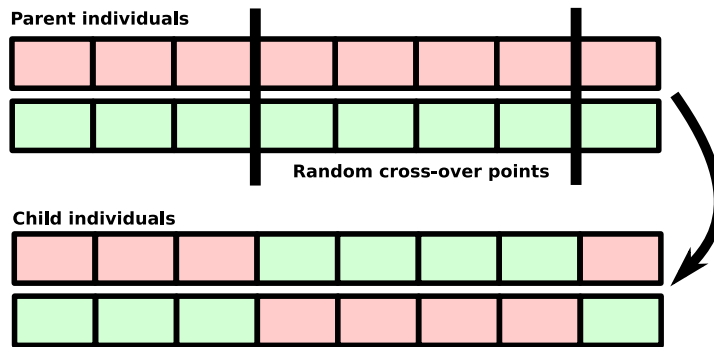 Parent individuals
Random cross-over points
Child individuals